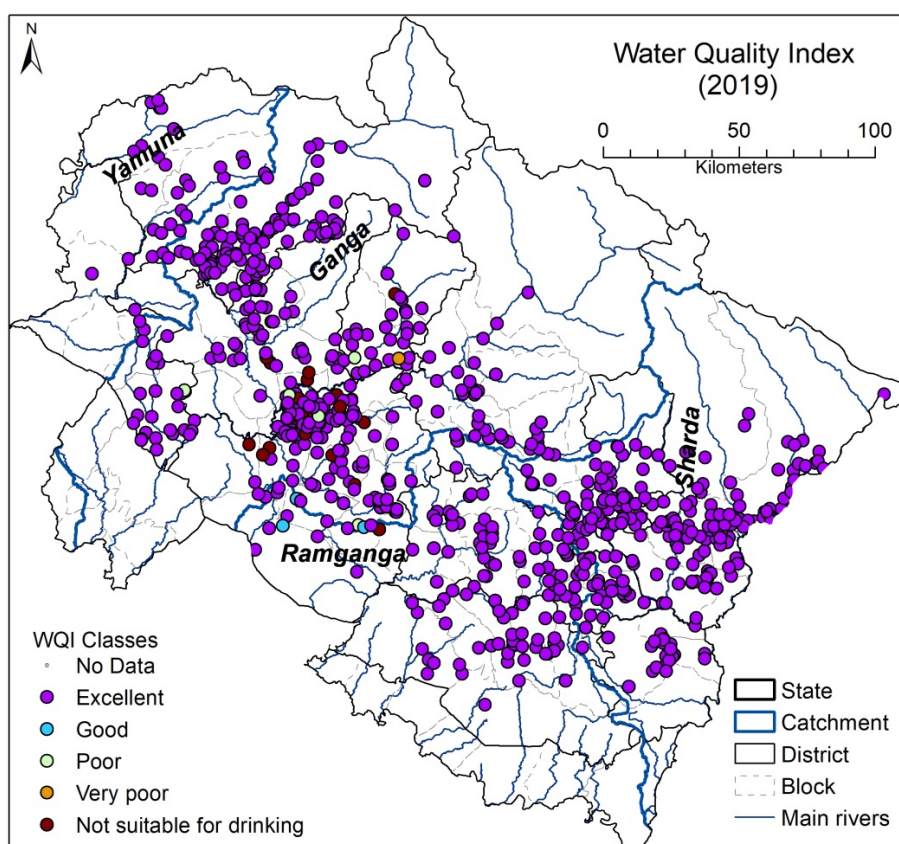 N
Water Quality Index
(2019)
0 50 100
Kilometers
Yamuna
Ganga
Sharda
Ramganga
WQI Classes
No Data
Excellent
Good
Poor
Very poor
Not suitable for drinking
State
Catchment
District
Block
Main rivers